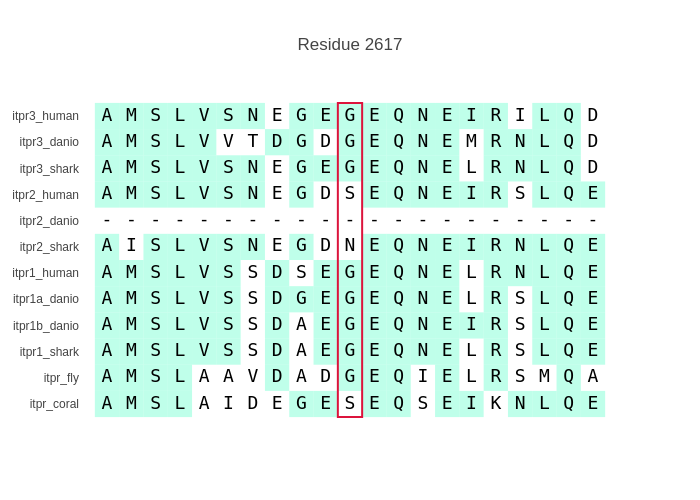 Residue 2617
itpr3_human A M S L V S N E G E G E Q N E I R I L Q D
itpr3_danio A M S L V V T D G D G E Q N E M R N L Q D
itpr3_shark A M S L V S N E G E G E Q N E L R N L Q D
itpr2_human A M S L V S N E G D S E Q N E I R S L Q E
itpr2_danio - - - - - - - - - - - - - - - - - - - - -
itpr2_shark A I S L V S N E G D N E Q N E I R N L Q E
itpr1_human A M S L V S S D S E G E Q N E L R N L Q E
itpr1a_danio A M S L V S S D G E G E Q N E L R S L Q E
itpr1b_danio A M S L V S S D A E G E Q N E I R S L Q E
itpr1_shark A M S L V S S D A E G E Q N E L R S L Q E
itpr_fly A M S L A A V D A D G E Q I E L R S M Q A
itpr_coral A M S L A I D E G E S E Q S E I K N L Q E